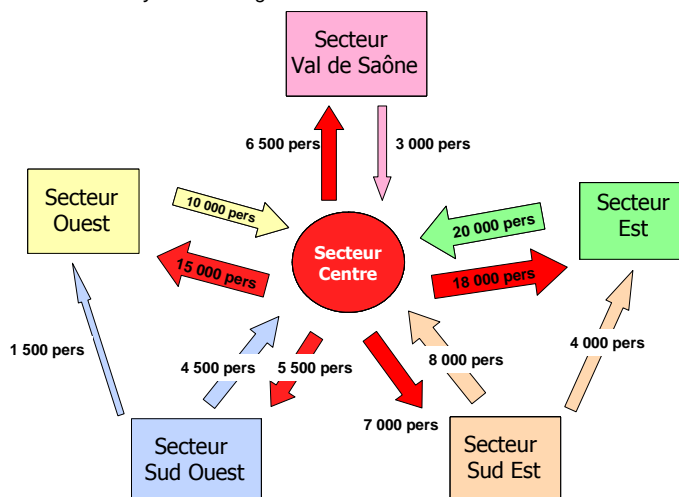 Secteur
Val de Saône
6 500 pers
3 000 pers
Secteur
Ouest
10 000 pers
20 000 pers
Secteur
Est
Secteur
Centre
15 000 pers
18 000 pers
1 500 pers
4 500 pers
5 500 pers
8 000 pers
4 000 pers
7 000 pers
Secteur
Sud Ouest
Secteur
Sud Est